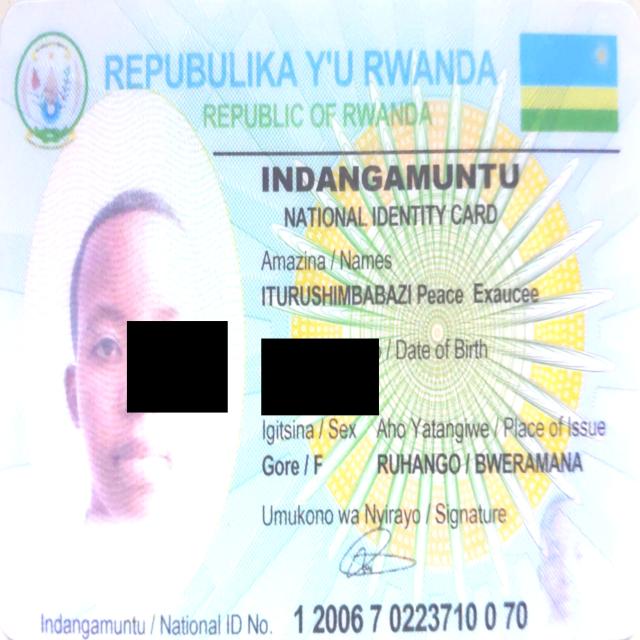 REPUBULIKA Y'U RWANDA
REPUBLIC OF RWANDA
INDANGAMUNTU
NATIONAL IDENTITY CARD
Amazina / Names
ITURUSHIMBABAZI Peace Exaucee
/ Date of Birth
Igitsina / Sex Aho Yatangiwe / Place of Issue
Gore / F RUHANGO / BWERAMANA
Umukono wa Nyirayo / Signature
Indangamuntu / National ID No. 1 2006 7 0223710 0 70